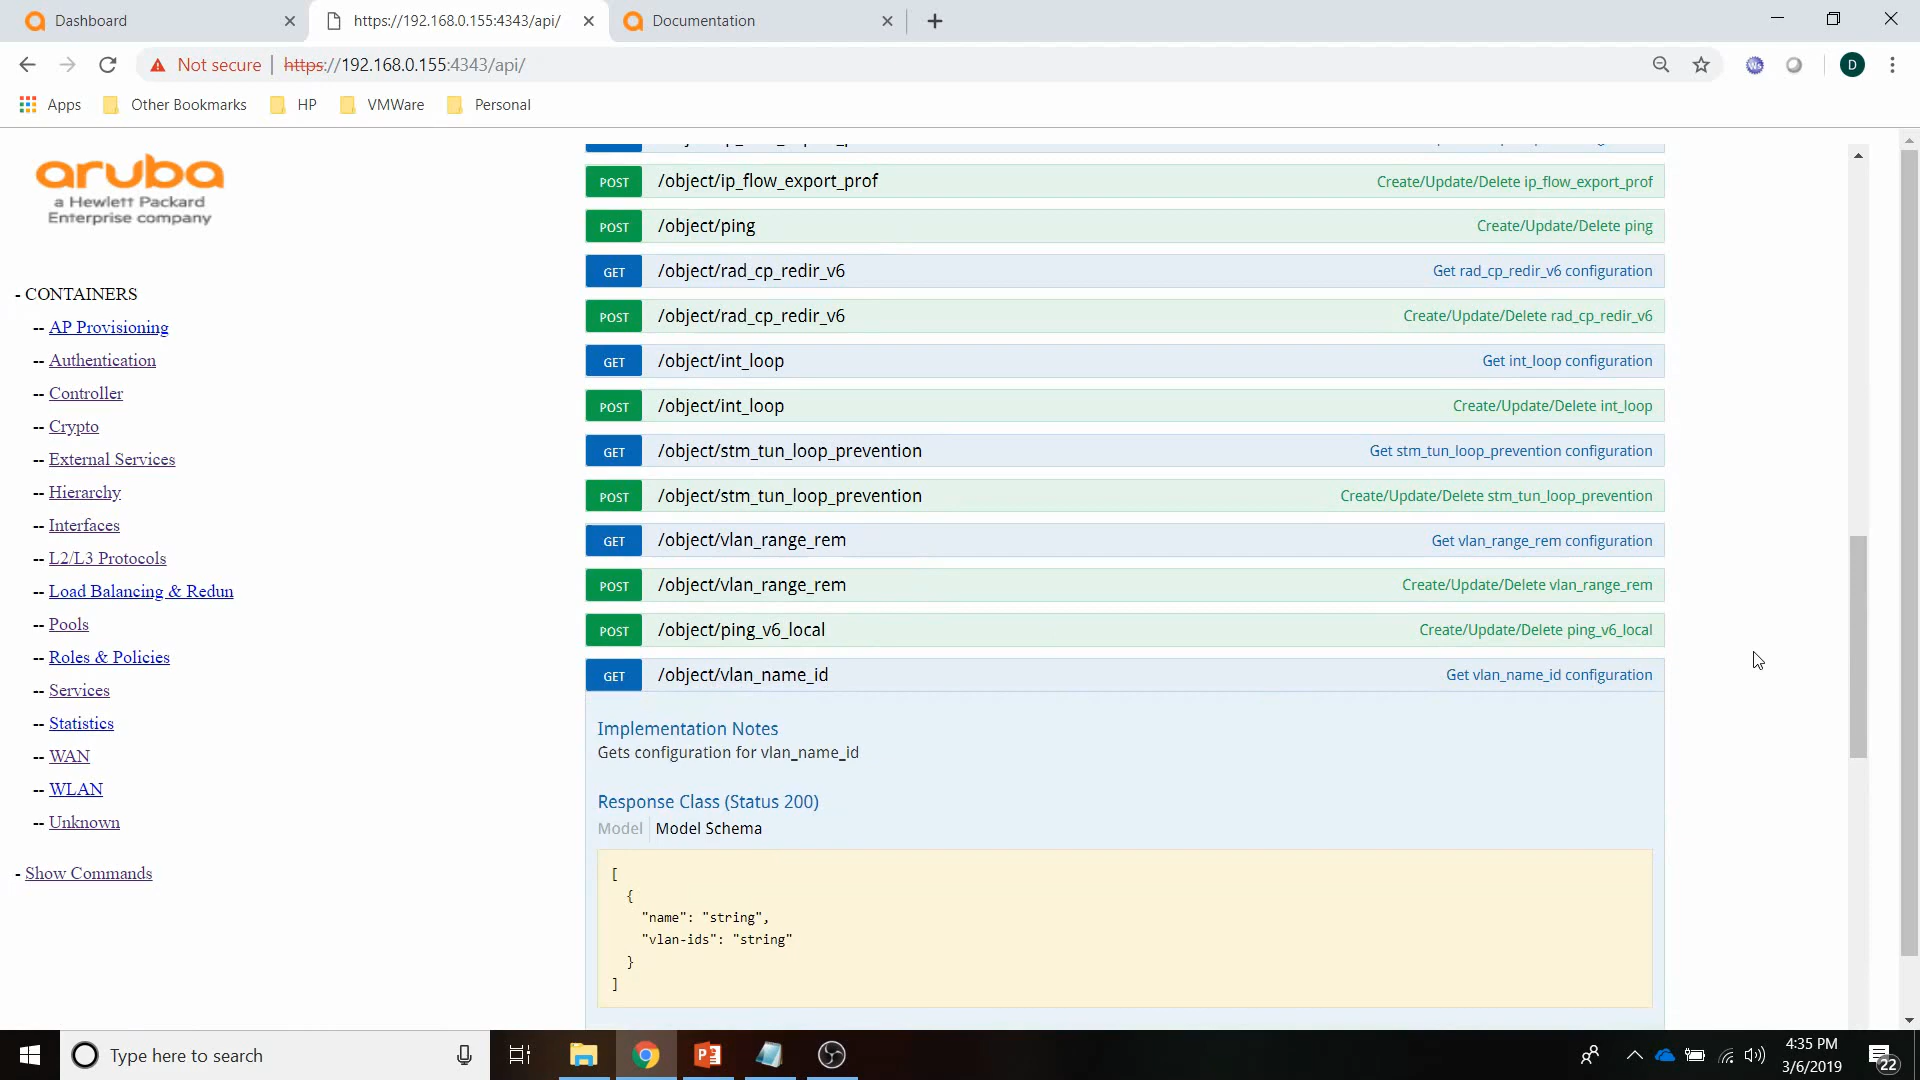 Dashboard
https://192.168.0.155:4343/api/
Documentation
Not secure
https://192.168.0.155:4343/api/
D
Apps
Other Bookmarks
HP
VMWare
Personal
aruba
a Hewlett Packard
Enterprise company
- CONTAINERS
-- AP Provisioning
-- Authentication
-- Controller
-- Crypto
-- External Services
-- Hierarchy
-- Interfaces
-- L2/L3 Protocols
-- Load Balancing & Redun
-- Pools
-- Roles & Policies
-- Services
-- Statistics
-- WAN
-- WLAN
-- Unknown
- Show Commands
POST /object/ip_flow_export_prof Create/Update/Delete ip_flow_export_prof
POST /object/ping Create/Update/Delete ping
GET /object/rad_cp_redir_v6 Get rad_cp_redir_v6 configuration
POST /object/rad_cp_redir_v6 Create/Update/Delete rad_cp_redir_v6
GET /object/int_loop Get int_loop configuration
POST /object/int_loop Create/Update/Delete int_loop
GET /object/stm_tun_loop_prevention Get stm_tun_loop_prevention configuration
POST /object/stm_tun_loop_prevention Create/Update/Delete stm_tun_loop_prevention
GET /object/vlan_range_rem Get vlan_range_rem configuration
POST /object/vlan_range_rem Create/Update/Delete vlan_range_rem
POST /object/ping_v6_local Create/Update/Delete ping_v6_local
GET /object/vlan_name_id Get vlan_name_id configuration
Implementation Notes
Gets configuration for vlan_name_id
Response Class (Status 200)
Model Model Schema
[
{
"name": "string",
"vlan-ids": "string"
}
]
Type here to search
4:35 PM
3/6/2019
22